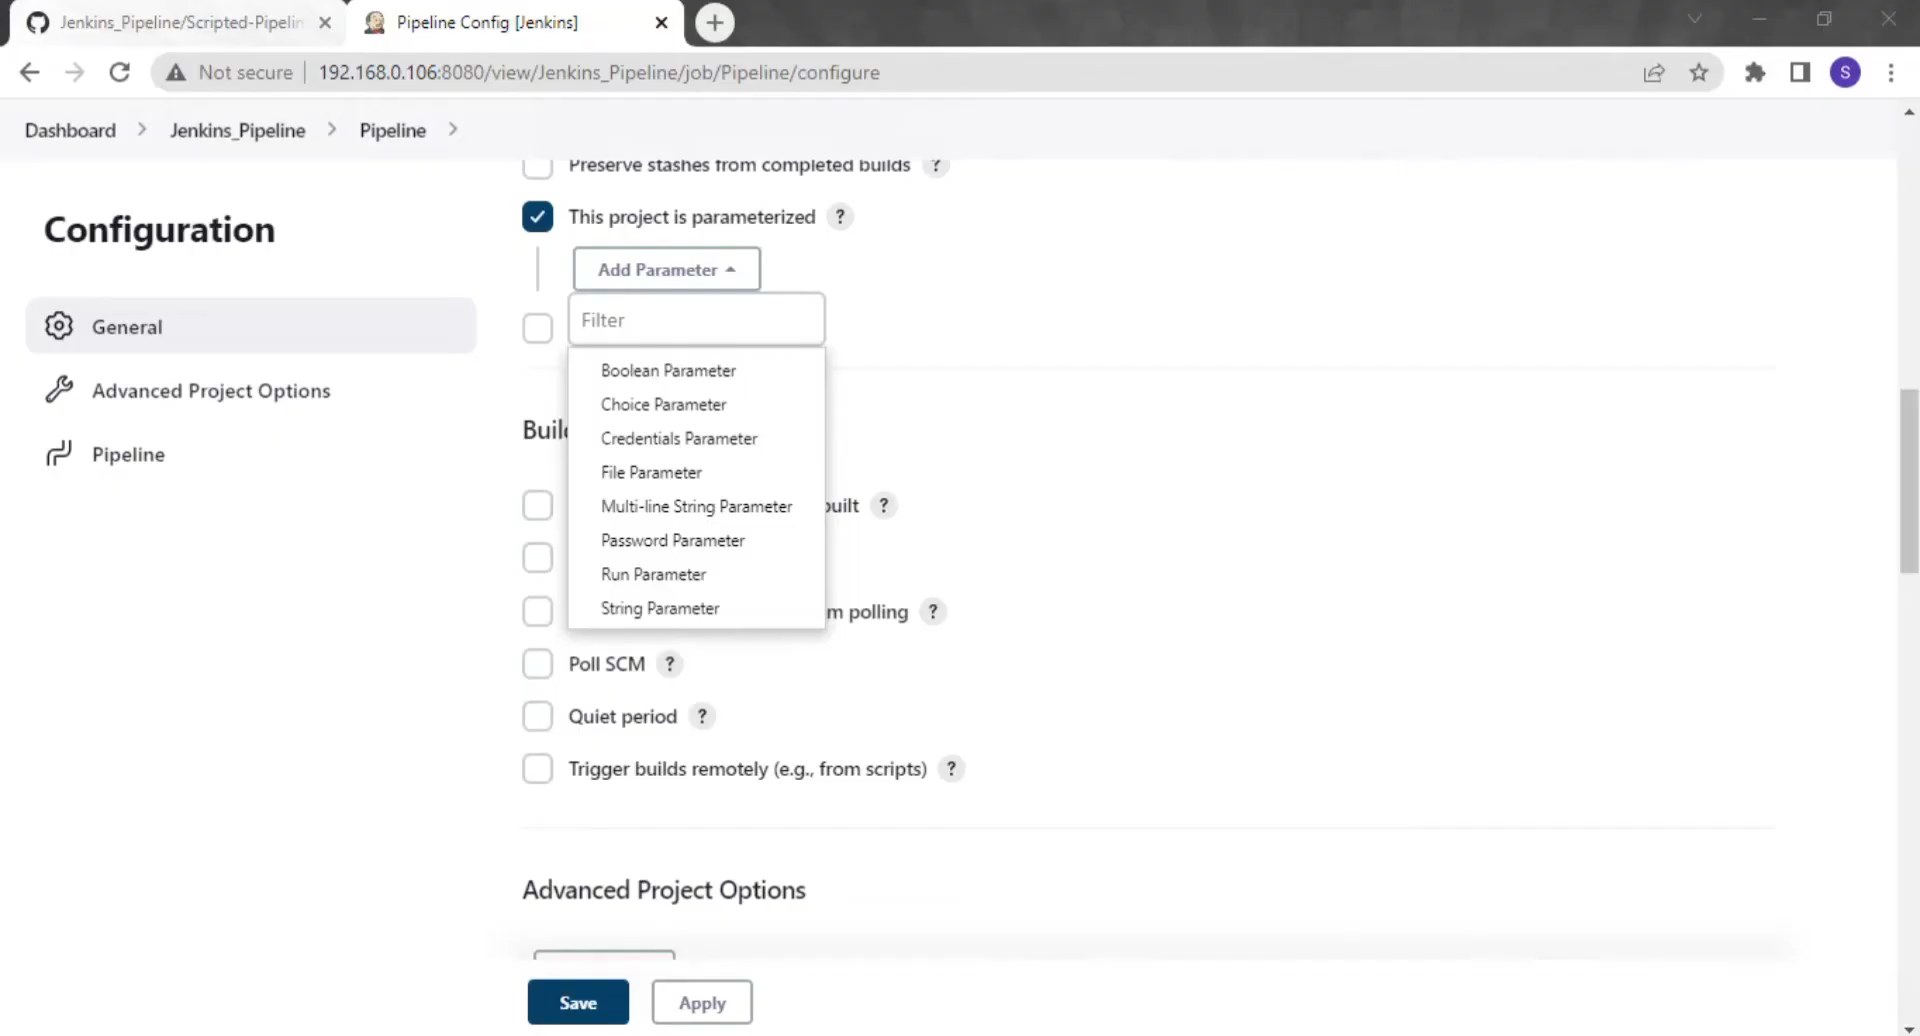 Jenkins_Pipeline/Scripted-Pipelin
Pipeline Config [Jenkins]
Not secure
192.168.0.106:8080/view/Jenkins_Pipeline/job/Pipeline/configure
S
Dashboard
Jenkins_Pipeline
Pipeline
Preserve stashes from completed builds ?
Configuration
This project is parameterized ?
Add Parameter
Filter
General
Boolean Parameter
Advanced Project Options
Choice Parameter
Build
Credentials Parameter
Pipeline
File Parameter
Multi-line String Parameter
built ?
Password Parameter
Run Parameter
String Parameter
m polling ?
Poll SCM ?
Quiet period ?
Trigger builds remotely (e.g., from scripts) ?
Advanced Project Options
Save
Apply